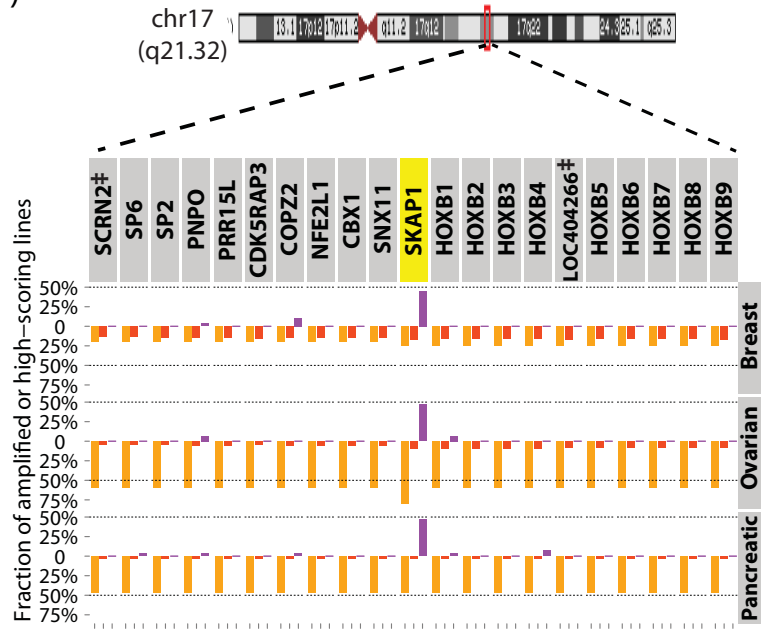 )
chr17
(q21.32)
)
13.1 17p12 17p11.2 q11.2 17q12 17q22 24.3 25.1 q25.3
SCRN2‡
SP6
SP2
PNPO
PRR15L
CDK5RAP3
COPZ2
NFE2L1
CBX1
SNX11
SKAP1
HOXB1
HOXB2
HOXB3
HOXB4
LOC404266‡
HOXB5
HOXB6
HOXB7
HOXB8
HOXB9
Fraction of amplified or high−scoring lines
50%
25%
0
25%
50%
75%
Breast
50%
25%
0
25%
50%
75%
Ovarian
50%
25%
0
25%
50%
75%
Pancreatic